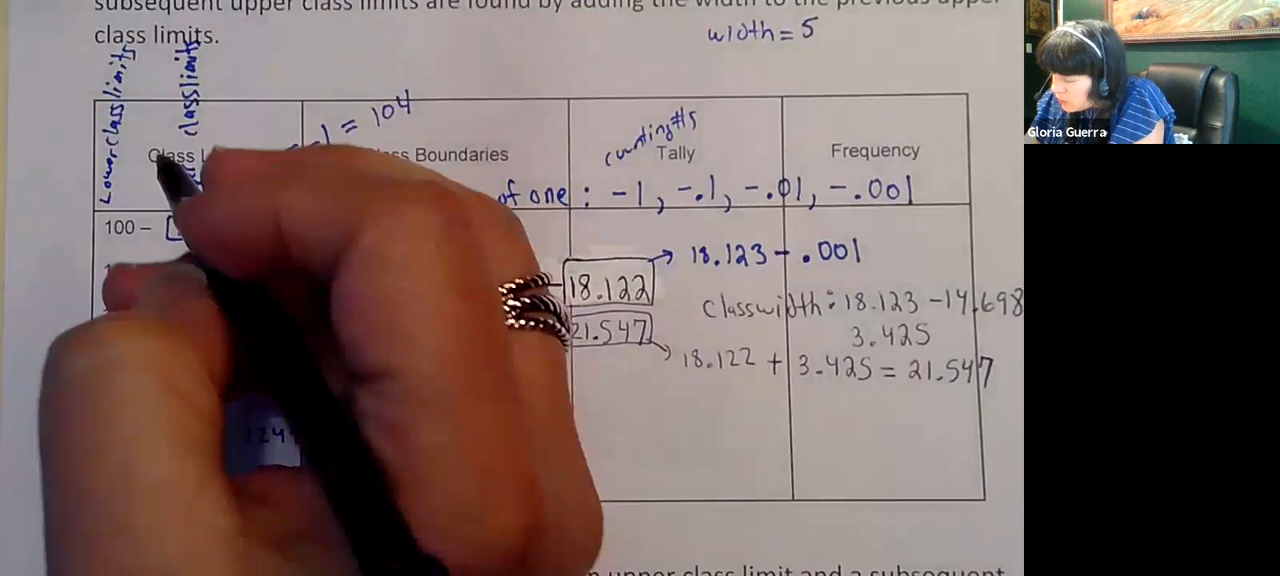 subsequent upper class limits are found by adding the width to the previous upper
class limits.
width = 5
Lower class limits
class limits
= 104
Class Boundaries
counting #'s
Tally
Frequency
of one : -1, -.1, -.01, -.001
100 –
18.122
18.123 - .001
Classwidth: 18.123 - 14.698
3.425
21.547
18.122 + 3.425 = 21.547
124
upper class limit and a subsequent
Gloria Guerra